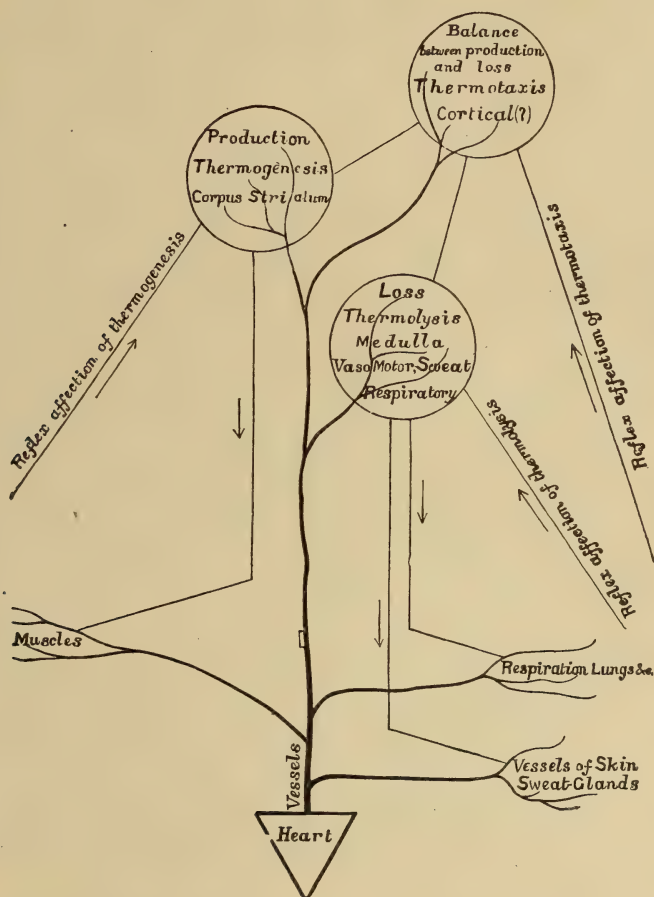 Balance
between production
and loss
Thermotaxis
Cortical (?)
Production
Thermogenesis
Corpus Striatum
Loss
Thermolysis
Medulla
Vaso Motor, Sweat
Respiratory
Reflex affection of thermogenesis
Reflex affection of thermotaxis
Reflex affection of thermolysis
Muscles
Respiration Lungs &c.
Vessels of Skin
Sweat-Glands
Vessels
Heart